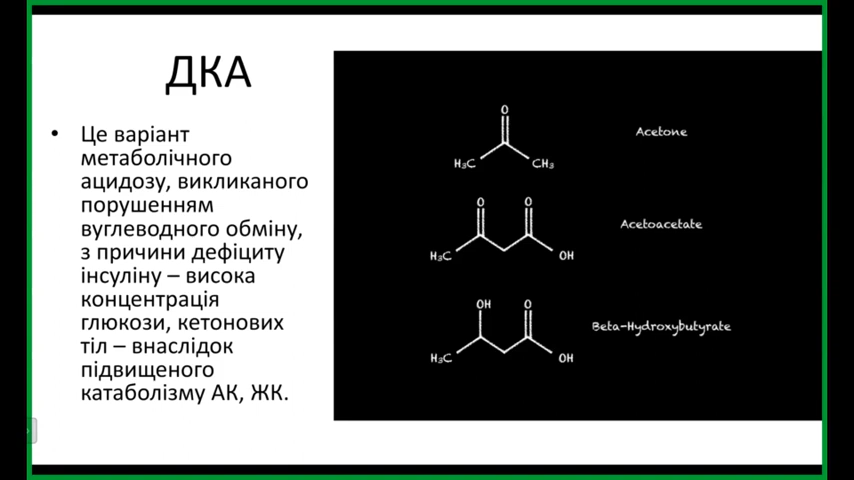 ДКА
• Це варіант
метаболічного
ацидозу, викликаного
порушенням
вуглеводного обміну,
з причини дефіциту
інсуліну – висока
концентрація
глюкози, кетонових
тіл – внаслідок
підвищеного
катаболізму АК, ЖК.
O
H₃C CH₃
Acetone
O O
H₃C OH
Acetoacetate
OH O
H₃C OH
Beta-Hydroxybutyrate